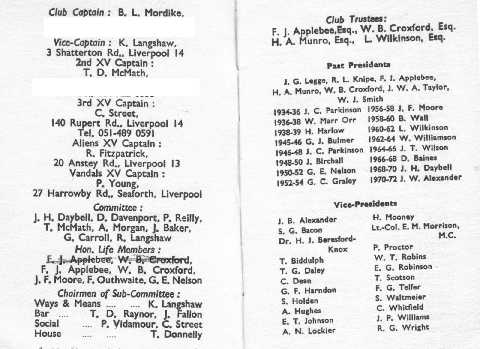 Club Captain : B. L. Mordike,
Vice-Captain : K. Langshaw,
3 Shatterton Rd,, Liverpool 14
2nd XV Captain :
T. D. McMath,
3rd XV Captain :
C. Street,
140 Rupert Rd,, Liverpool 14
Tel. 051-489 0591
Aliens XV Captain :
R. Fitzpatrick,
20 Anstey Rd,, Liverpool 13
Vandals XV Captain :
P. Young,
27 Harrowby Rd,, Seaforth, Liverpool
Committee :
J. H, Daybell, D. Davenport, P. Reilly,
T, McMath, A, Morgan, J, Baker,
G, Carroll, R, Langshaw
Hon. Life Members :
F. J. Applebee, W. B. Croxford,
F, J, Applebee, W, B, Croxford,
J, F. Moore, F. Outhwaite, G, E, Nelson
Chairmen of Sub-Committee :
Ways & Means .... .... K. Langshaw
Bar .... T. D, Raynor, J. Fallon
Social .... P. Vidamour, C. Street
House .... .... T. Donnelly
Club Trustees:
F. J. Applebee,Esq., W. B. Croxford, Esq.
H. A. Munro, Esq., L. Wilkinson, Esq.
Past Presidents
J. G. Legge, R. L. Knipe, F. J. Applebee,
H. A. Munro, W. B. Croxford, J. W. A. Taylor,
W. J. Smith
1934-36 J. C. Parkinson 1956-58 J. F. Moore
1936-38 W. Marr Orr 1958-60 B. Wall
1938-39 H. Harlow 1960-62 L. Wilkinson
1945-46 G. J. Bulmer 1962-64 W. Williamson
1946-48 J. C. Parkinson 1964-66 J. T. Wilson
1948-50 J. Birchall 1966-68 D. Baines
1950-52 G. E. Nelson 1968-70 J. H. Daybell
1952-54 G. C. Graley 1970-72 J. W. Alexander
Vice-Presidents
J. B. Alexander H. Mooney
S. G. Bacon Lt.-Col. E. M. Morrison,
Dr. H. J. Beresford- M.C.
Knox P. Proctor
T. Biddulph W. T. Robins
T. G. Daley E. G. Robinson
C. Dean T. Scotson
G. F. Harndon F. G. Telfer
S. Holden S. Waltmeier
A. Hughes C. Whitfield
E. T. Johnson J. P. Williams
A. N. Lockier R. G. Wright